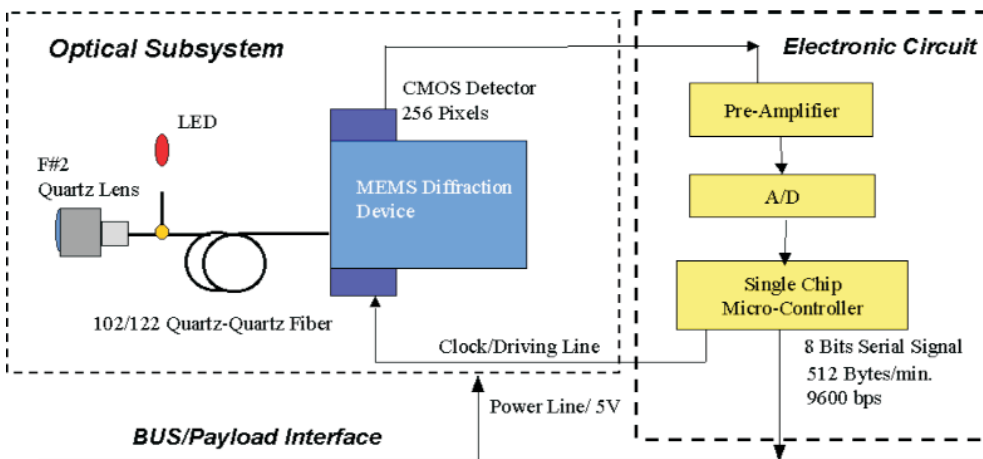 Optical Subsystem
Electronic Circuit
CMOS Detector
256 Pixels
LED
F#2
Quartz Lens
MEMS Diffraction
Device
102/122 Quartz-Quartz Fiber
Pre-Amplifier
A/D
Single Chip
Micro-Controller
Clock/Driving Line
8 Bits Serial Signal
512 Bytes/min.
9600 bps
Power Line/ 5V
BUS/Payload Interface